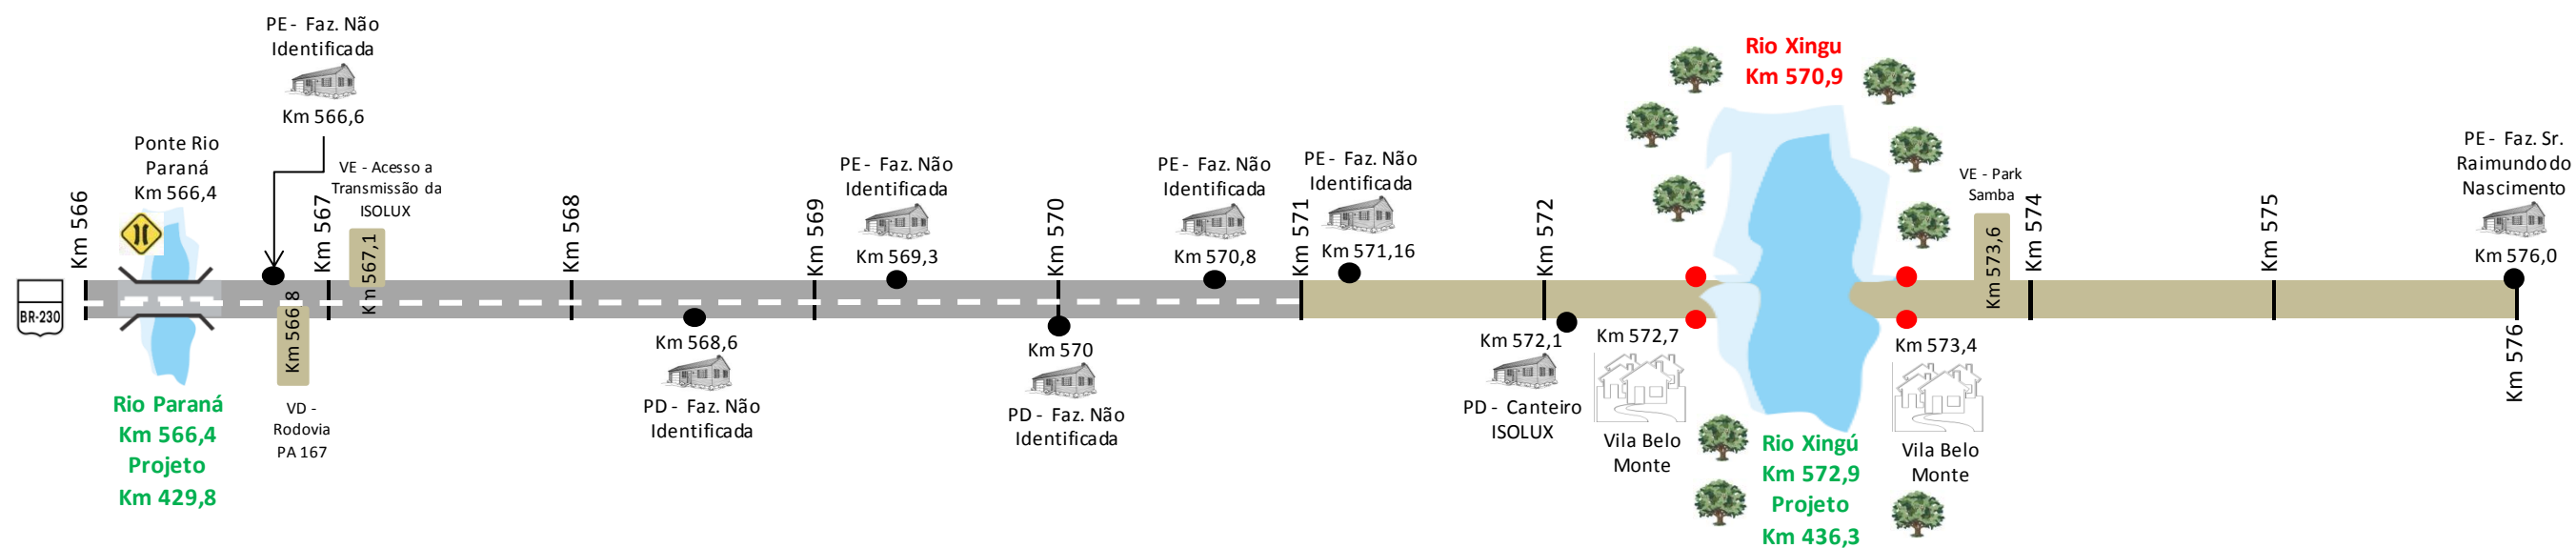 PE - Faz. Não
Identificada
Km 566,6
Ponte Rio
Paraná
Km 566,4
VE - Acesso a
Transmissão da
ISOLUX
PE - Faz. Não
Identificada
Km 569,3
PE - Faz. Não
Identificada
Km 570,8
PE - Faz. Não
Identificada
Km 571,16
Rio Xingu
Km 570,9
VE - Park
Samba
PE - Faz. Sr.
Raimundo do
Nascimento
Km 576,0
Km 566
Km 567
Km 567,1
Km 568
Km 569
Km 570
Km 571
Km 572
Km 573,6
Km 574
Km 575
Km 576
BR-230
Km 566,8
Rio Paraná
Km 566,4
Projeto
Km 429,8
VD -
Rodovia
PA 167
Km 568,6
PD - Faz. Não
Identificada
Km 570
PD - Faz. Não
Identificada
Km 572,1
PD - Canteiro
ISOLUX
Km 572,7
Vila Belo
Monte
Rio Xingú
Km 572,9
Projeto
Km 436,3
Km 573,4
Vila Belo
Monte